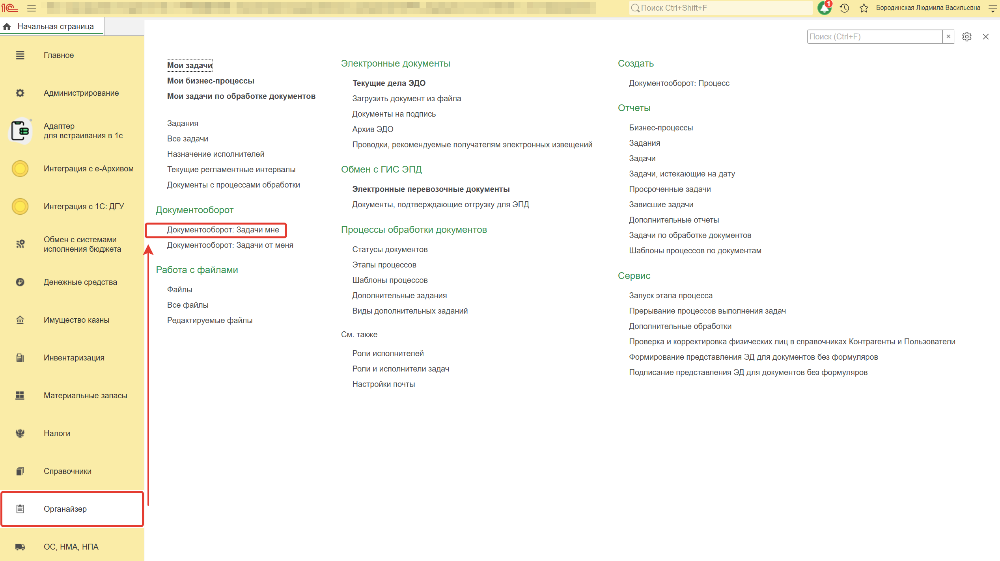 1С
Поиск Ctrl+Shift+F
1
Бородинская Людмила Васильевна
Начальная страница
Поиск (Ctrl+F)
×
Главное
Администрирование
Адаптер
для встраивания в 1с
Интеграция с е-Архивом
Интеграция с 1С: ДГУ
Обмен с системами
исполнения бюджета
Денежные средства
Имущество казны
Инвентаризация
Материальные запасы
Налоги
Справочники
Органайзер
ОС, НМА, НПА
Мои задачи
Мои бизнес-процессы
Мои задачи по обработке документов
Задания
Все задачи
Назначение исполнителей
Текущие регламентные интервалы
Документы с процессами обработки
Документооборот
Документооборот: Задачи мне
Документооборот: Задачи от меня
Работа с файлами
Файлы
Все файлы
Редактируемые файлы
Электронные документы
Текущие дела ЭДО
Загрузить документ из файла
Документы на подпись
Архив ЭДО
Проводки, рекомендуемые получателям электронных извещений
Обмен с ГИС ЭПД
Электронные перевозочные документы
Документы, подтверждающие отгрузку для ЭПД
Процессы обработки документов
Статусы документов
Этапы процессов
Шаблоны процессов
Дополнительные задания
Виды дополнительных заданий
См. также
Роли исполнителей
Роли и исполнители задач
Настройки почты
Создать
Документооборот: Процесс
Отчеты
Бизнес-процессы
Задания
Задачи
Задачи, истекающие на дату
Просроченные задачи
Зависшие задачи
Дополнительные отчеты
Задачи по обработке документов
Шаблоны процессов по документам
Сервис
Запуск этапа процесса
Прерывание процессов выполнения задач
Дополнительные обработки
Проверка и корректировка физических лиц в справочниках Контрагенты и Пользователи
Формирование представления ЭД для документов без формуляров
Подписание представления ЭД для документов без формуляров